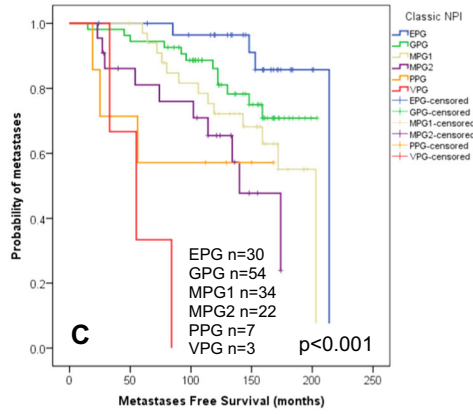 Classic NPI
EPG
GPG
MPG1
MPG2
PPG
VPG
EPG-censored
GPG-censored
MPG1-censored
MPG2-censored
PPG-censored
VPG-censored
Probability of metastases
1.0
0.8
0.6
0.4
0.2
0.0
EPG n=30
GPG n=54
MPG1 n=34
MPG2 n=22
PPG n=7
VPG n=3
C
p<0.001
0
50
100
150
200
250
Metastases Free Survival (months)